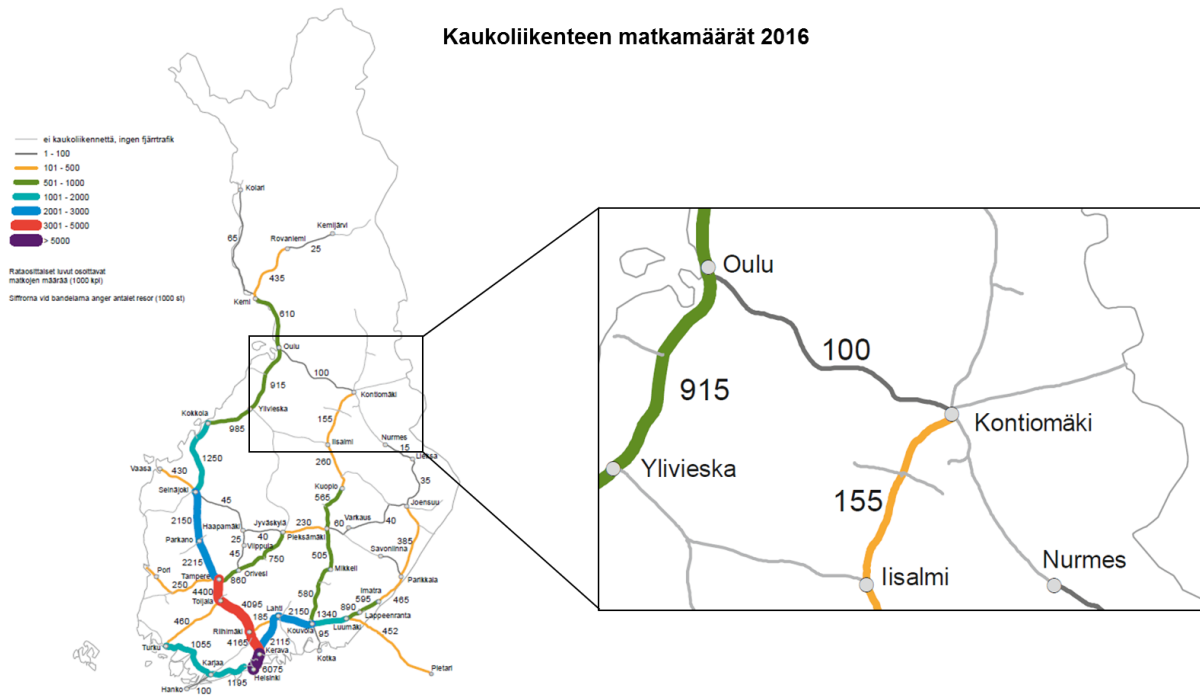 Kaukoliikenteen matkamäärät 2016
ei kaukoliikennettä, ingen fjärrtrafik
1 - 100
101 - 500
501 - 1000
1001 - 2000
2001 - 3000
3001 - 5000
> 5000
Rataosittaiset luvut osoittavat
matkojen määrää (1000 kpl)
Siffrorna vid bandelarna anger antalet resor (1000 st)
Kolari
65
Kemijärvi
Rovaniemi
25
435
Kemi
610
Oulu
100
915
Kontiomäki
Ylivieska
155
Kokkola
985
Iisalmi
Nurmes
15
Lieksa
1250
260
Vaasa
430
Kuopio
35
Seinäjoki
565
45
Joensuu
2150
Haapamäki
Jyväskylä
230
Varkaus
40
60
25
40
Pieksämäki
385
Parkano
Vilppula
45
750
505
Savonlinna
2215
Orivesi
Mikkeli
Parikkala
Pori
Tampere
860
250
4400
Toijala
580
Imatra
465
595
4095
Lahti
2150
1340
890
Lappeenranta
460
185
Kouvola
Luumäki
Riihimäki
95
452
4165
2115
Turku
1055
Kerava
Kotka
Karjaa
6075
Pietari
Helsinki
1195
Hanko
100
Oulu
100
915
Kontiomäki
Ylivieska
155
Iisalmi
Nurmes